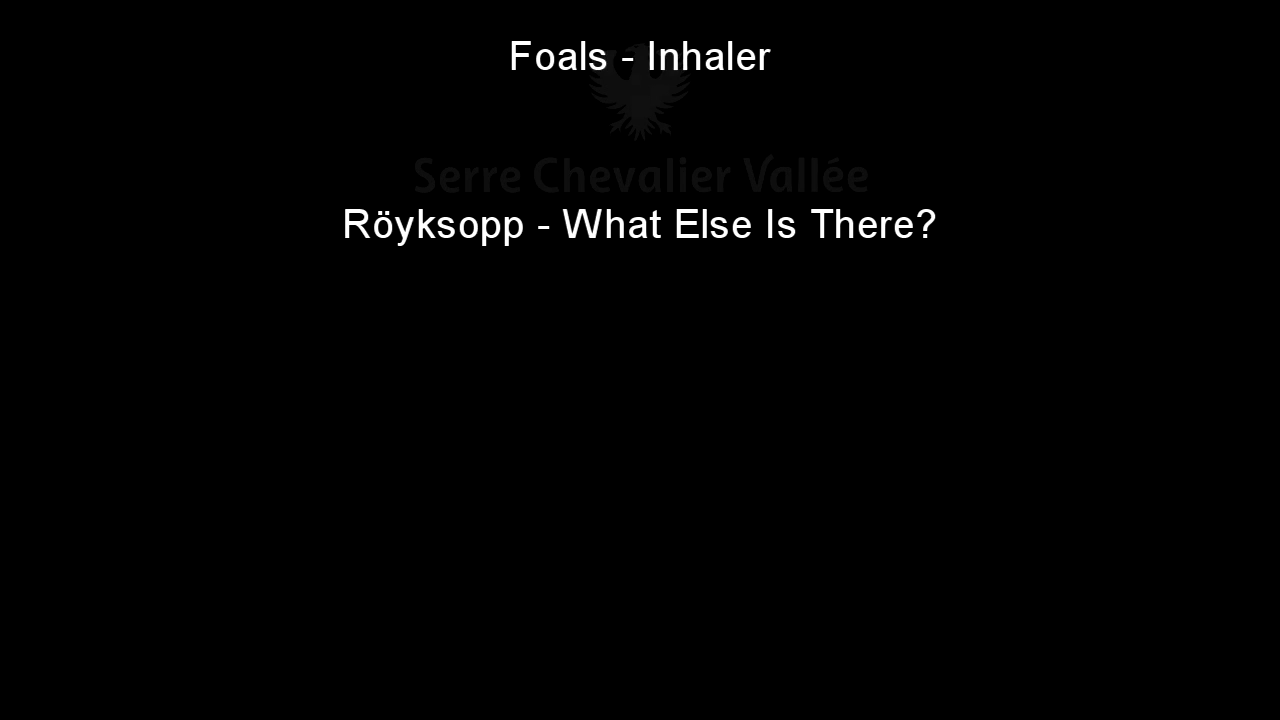 Foals - Inhaler
Serre Chevalier Vallée
Röyksopp - What Else Is There?